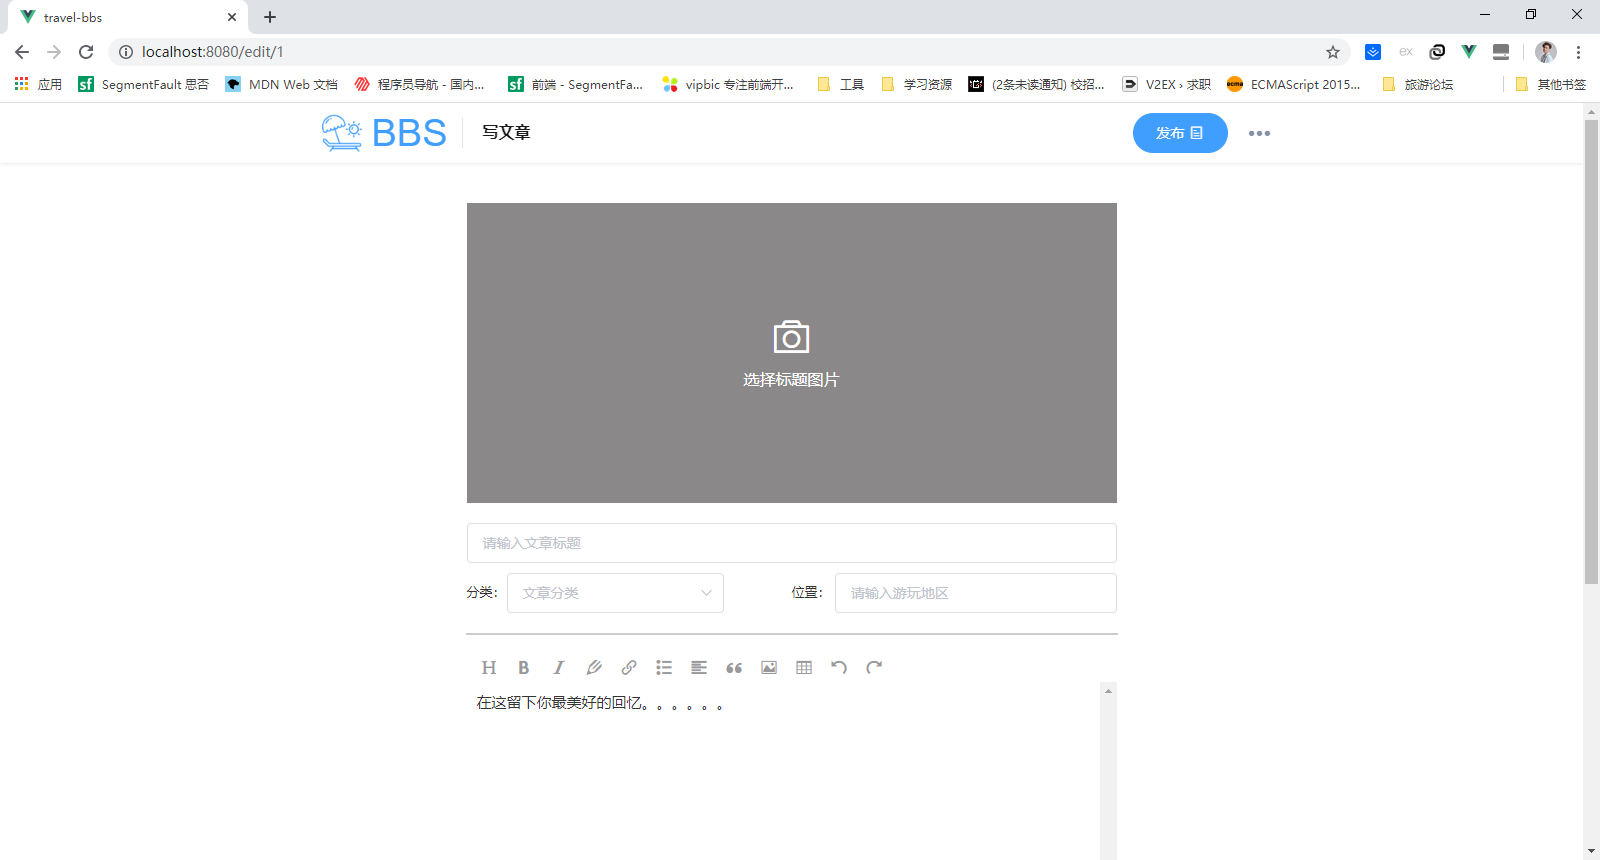 travel-bbs
localhost:8080/edit/1
应用 SegmentFault 思否 MDN Web 文档 程序员导航 - 国内... 前端 - SegmentFa... vipbic 专注前端开... 工具 学习资源 (2条未读通知) 校招... V2EX › 求职 ECMAScript 2015... 旅游论坛 其他书签
BBS 写文章 发布
选择标题图片
请输入文章标题
分类： 文章分类 位置： 请输入游玩地区
H B I
在这留下你最美好的回忆。。。。。。